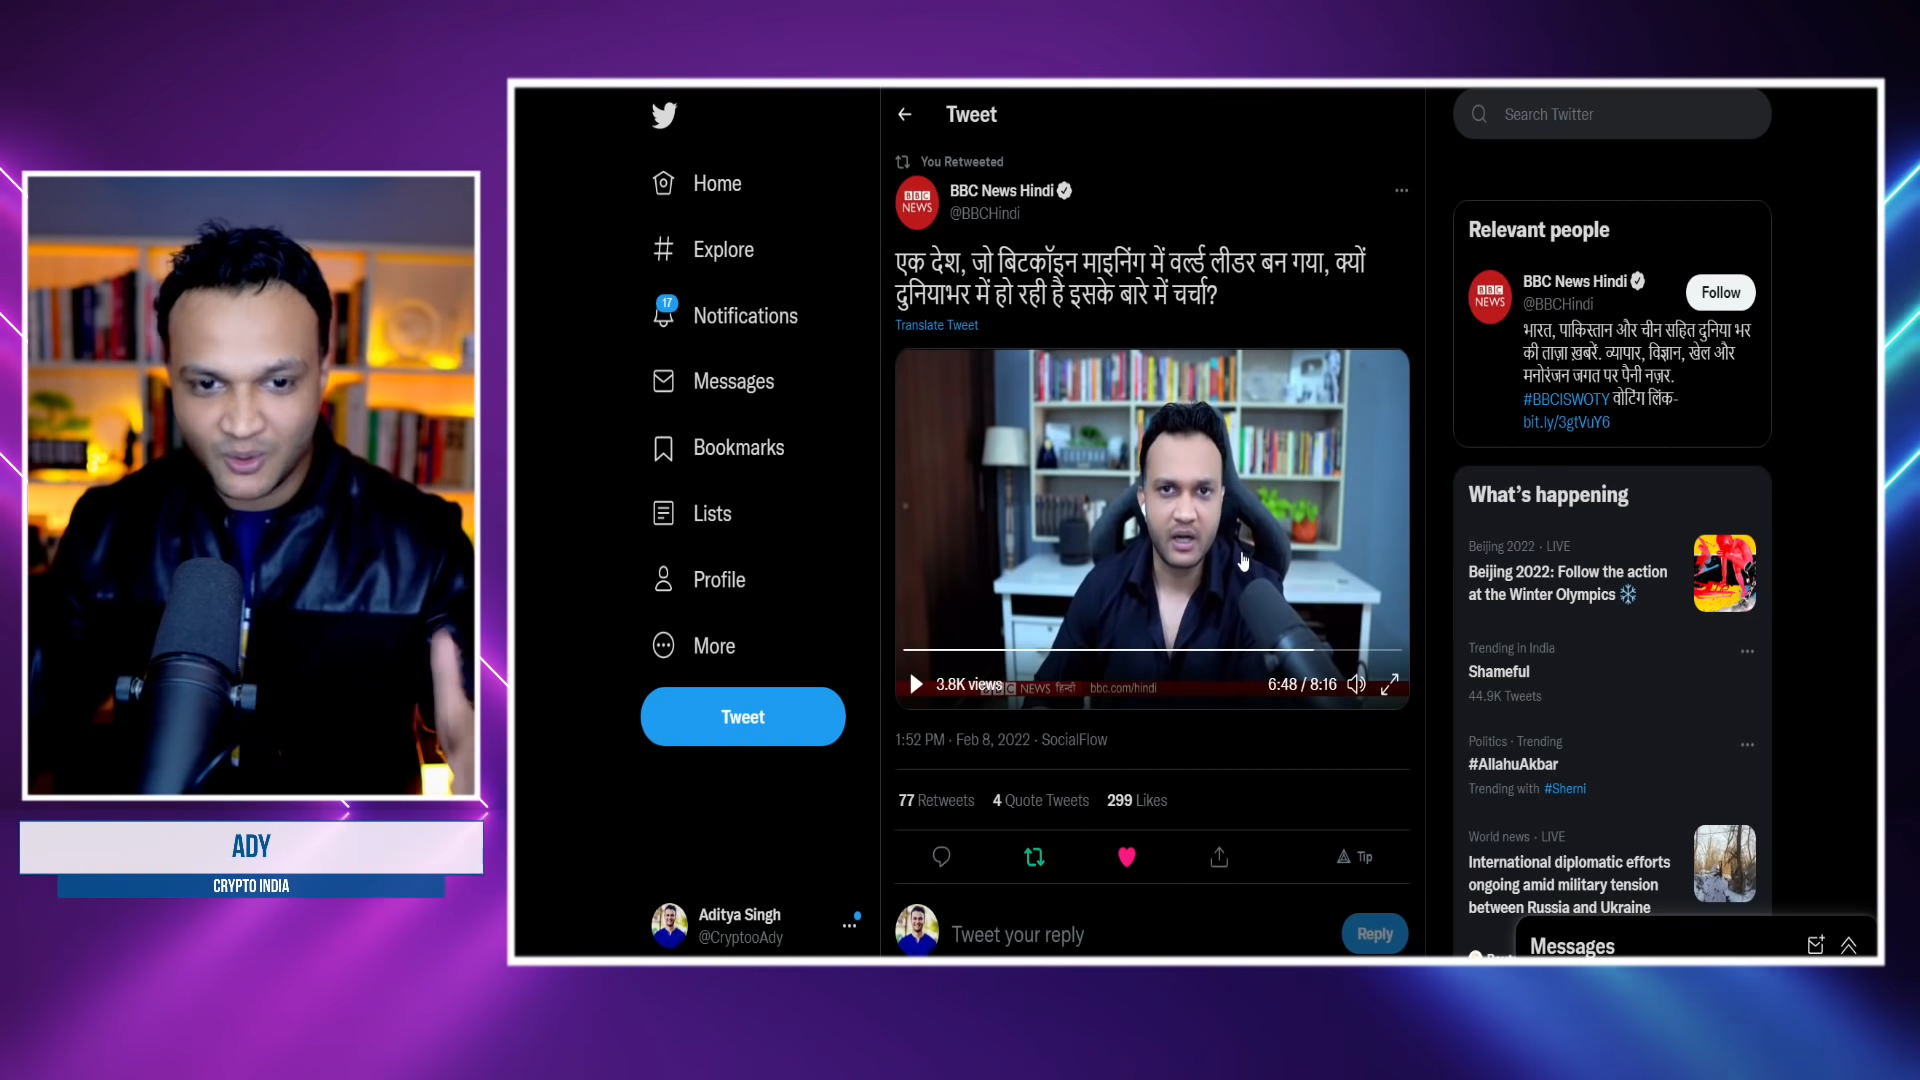 ADY
CRYPTO INDIA
Home
Explore
17
Notifications
Messages
Bookmarks
Lists
Profile
More
Tweet
Aditya Singh
@CryptooAdy
Tweet
You Retweeted
BBC NEWS
BBC News Hindi
@BBCHindi
एक देश, जो बिटकॉइन माइनिंग में वर्ल्ड लीडर बन गया, क्यों
दुनियाभर में हो रही है इसके बारे में चर्चा?
Translate Tweet
3.8K views
NEWS हिन्दी bbc.com/hindi
6:48 / 8:16
1:52 PM · Feb 8, 2022 · SocialFlow
77 Retweets 4 Quote Tweets 299 Likes
Tip
Tweet your reply
Reply
Search Twitter
Relevant people
BBC NEWS
BBC News Hindi
@BBCHindi
Follow
भारत, पाकिस्तान और चीन सहित दुनिया भर
की ताज़ा ख़बरें. व्यापार, विज्ञान, खेल और
मनोरंजन जगत पर पैनी नज़र.
#BBCISWOTY वोटिंग लिंक-
bit.ly/3gtVuY6
What's happening
Beijing 2022 · LIVE
Beijing 2022: Follow the action
at the Winter Olympics
Trending in India
Shameful
44.9K Tweets
Politics · Trending
#AllahuAkbar
Trending with #Sherni
World news · LIVE
International diplomatic efforts
ongoing amid military tension
between Russia and Ukraine
Messages